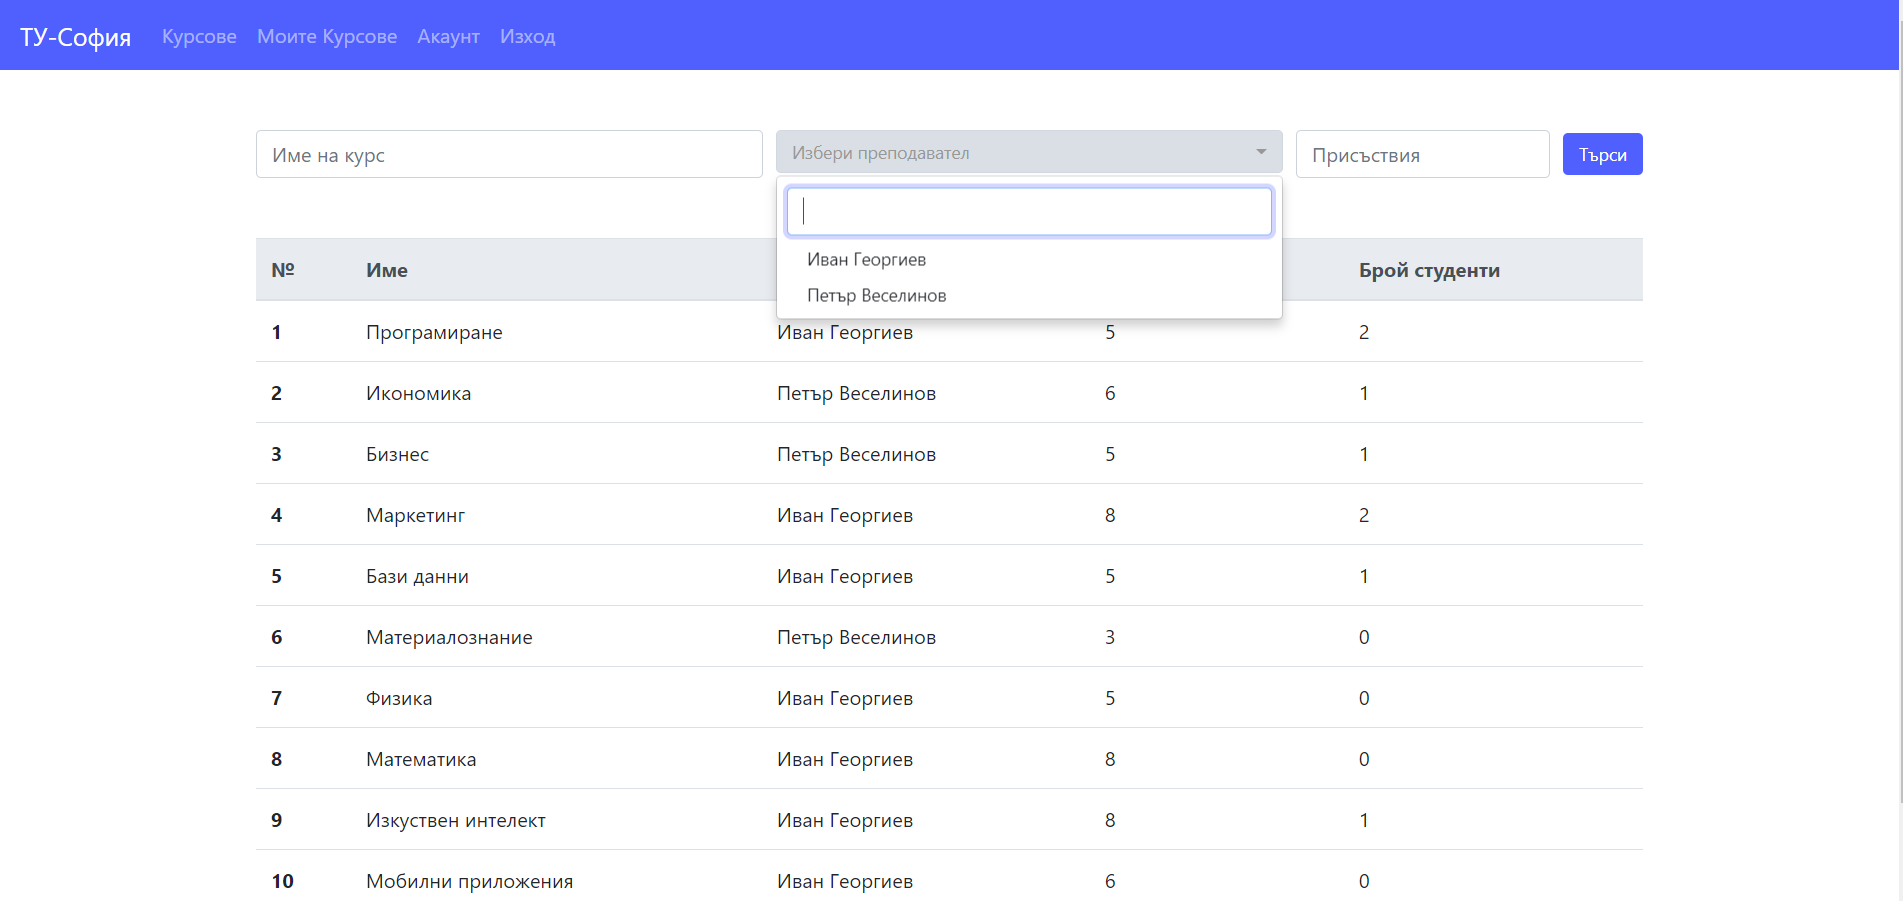 ТУ-София Курсове Моите Курсове Акаунт Изход
Име на курс Избери преподавател Присъствия Търси
Иван Георгиев
Петър Веселинов
№ Име Брой студенти
1 Програмиране Иван Георгиев 5 2
2 Икономика Петър Веселинов 6 1
3 Бизнес Петър Веселинов 5 1
4 Маркетинг Иван Георгиев 8 2
5 Бази данни Иван Георгиев 5 1
6 Материалознание Петър Веселинов 3 0
7 Физика Иван Георгиев 5 0
8 Математика Иван Георгиев 8 0
9 Изкуствен интелект Иван Георгиев 8 1
10 Мобилни приложения Иван Георгиев 6 0